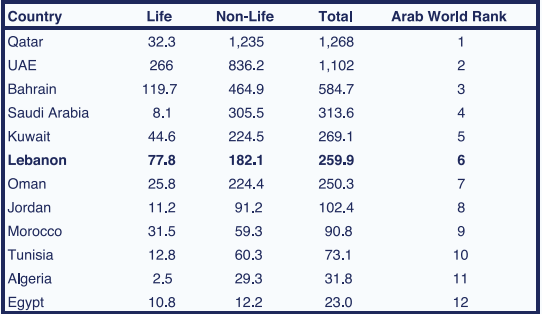 Country Life Non-Life Total Arab World Rank
Qatar 32.3 1,235 1,268 1
UAE 266 836.2 1,102 2
Bahrain 119.7 464.9 584.7 3
Saudi Arabia 8.1 305.5 313.6 4
Kuwait 44.6 224.5 269.1 5
Lebanon 77.8 182.1 259.9 6
Oman 25.8 224.4 250.3 7
Jordan 11.2 91.2 102.4 8
Morocco 31.5 59.3 90.8 9
Tunisia 12.8 60.3 73.1 10
Algeria 2.5 29.3 31.8 11
Egypt 10.8 12.2 23.0 12